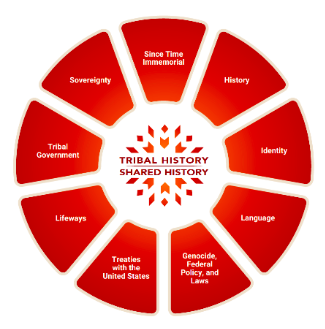 Since Time
Immemorial
History
Identity
Language
Genocide,
Federal
Policy, and
Laws
Treaties
with the
United States
Lifeways
Tribal
Government
Sovereignty
TRIBAL HISTORY
SHARED HISTORY